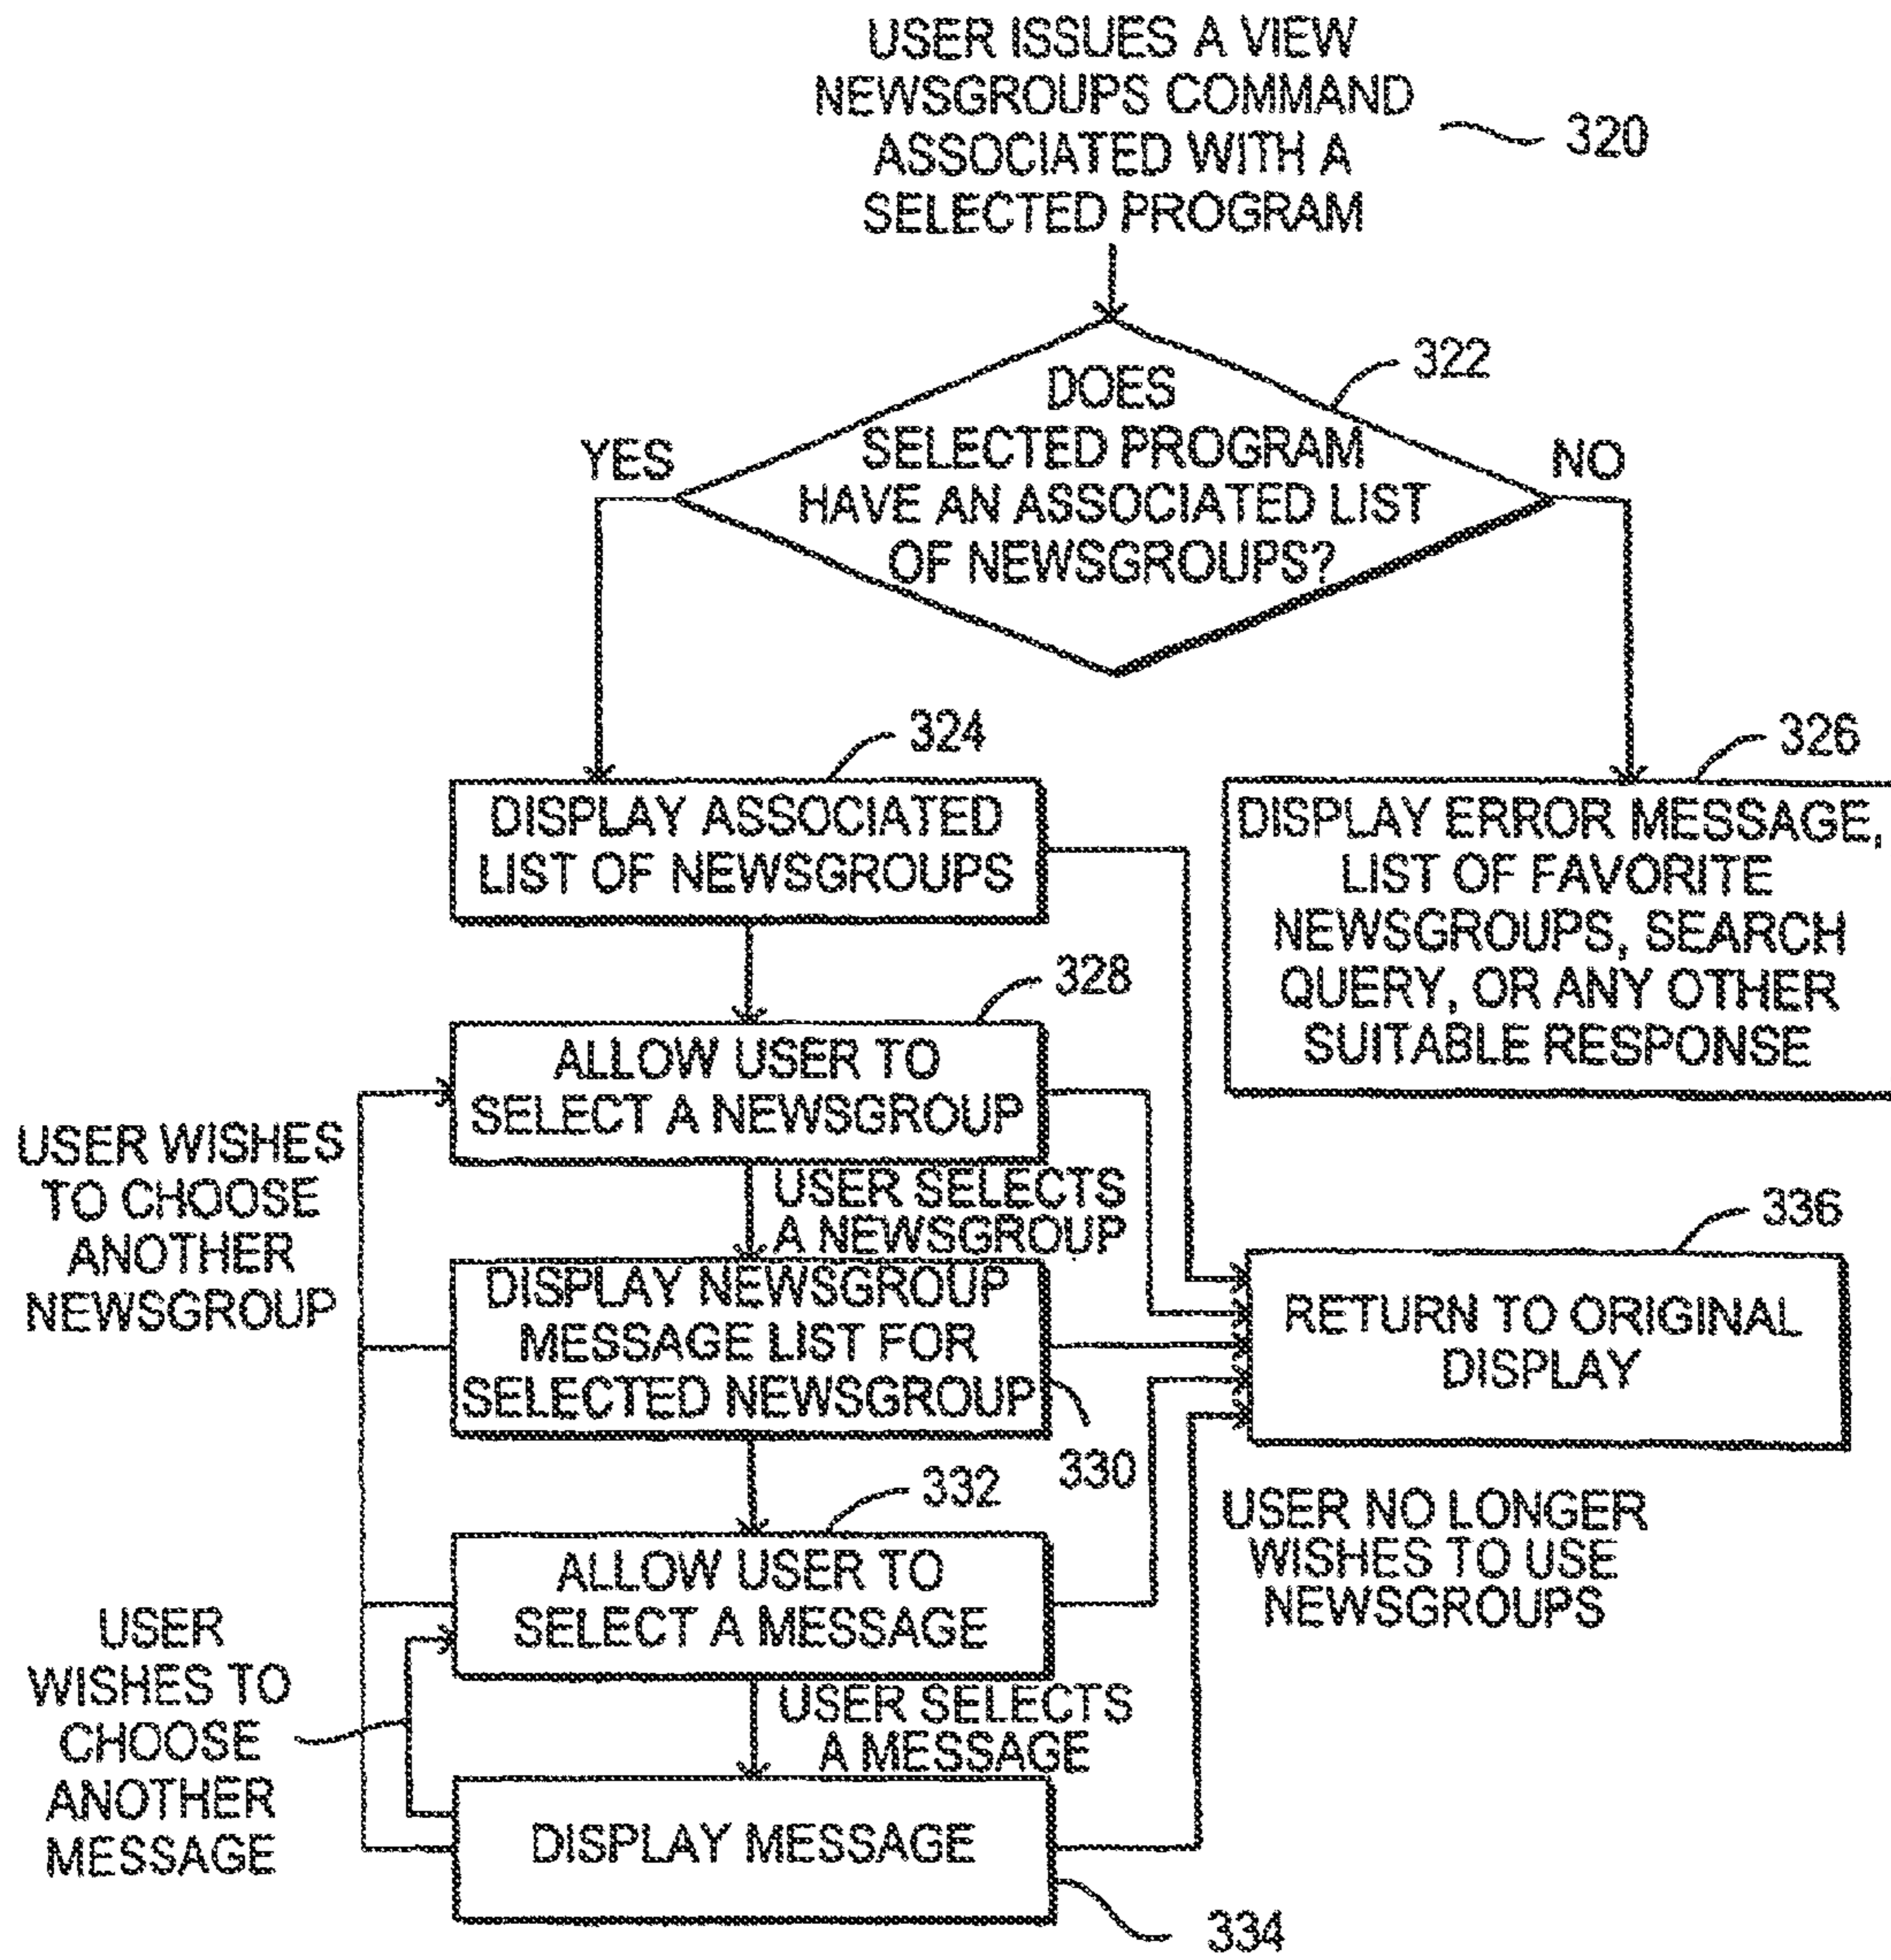 USER ISSUES A VIEW
NEWSGROUPS COMMAND
ASSOCIATED WITH A
SELECTED PROGRAM
320
322
DOES
SELECTED PROGRAM
HAVE AN ASSOCIATED LIST
OF NEWSGROUPS?
YES
NO
324
DISPLAY ASSOCIATED
LIST OF NEWSGROUPS
326
DISPLAY ERROR MESSAGE,
LIST OF FAVORITE
NEWSGROUPS, SEARCH
QUERY, OR ANY OTHER
SUITABLE RESPONSE
328
ALLOW USER TO
SELECT A NEWSGROUP
USER WISHES
TO CHOOSE
ANOTHER
NEWSGROUP
USER SELECTS
A NEWSGROUP
DISPLAY NEWSGROUP
MESSAGE LIST FOR
SELECTED NEWSGROUP
330
336
RETURN TO ORIGINAL
DISPLAY
USER NO LONGER
WISHES TO USE
NEWSGROUPS
332
ALLOW USER TO
SELECT A MESSAGE
USER
WISHES TO
CHOOSE
ANOTHER
MESSAGE
USER SELECTS
A MESSAGE
DISPLAY MESSAGE
334